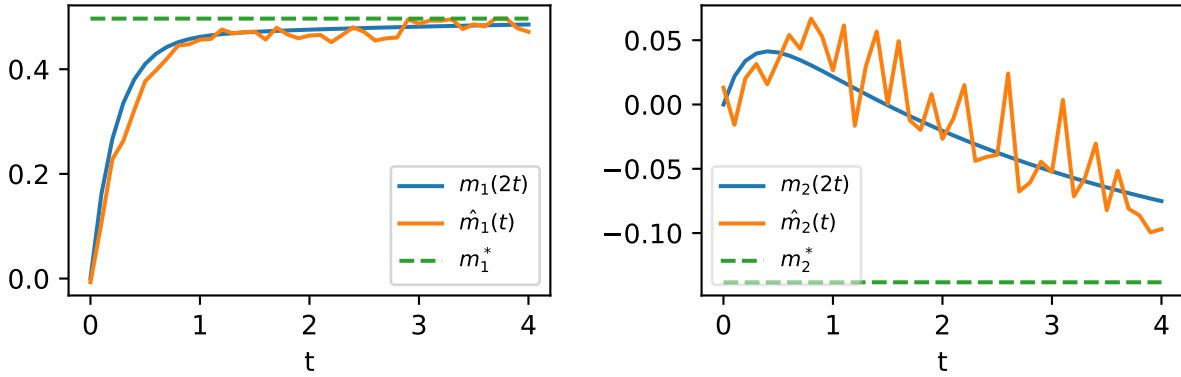 0.4
0.2
0.0
0 1 2 3 4
t
m₁(2t)
m̂₁(t)
m₁*
0.05
0.00
−0.05
−0.10
0 1 2 3 4
t
m₂(2t)
m̂₂(t)
m₂*